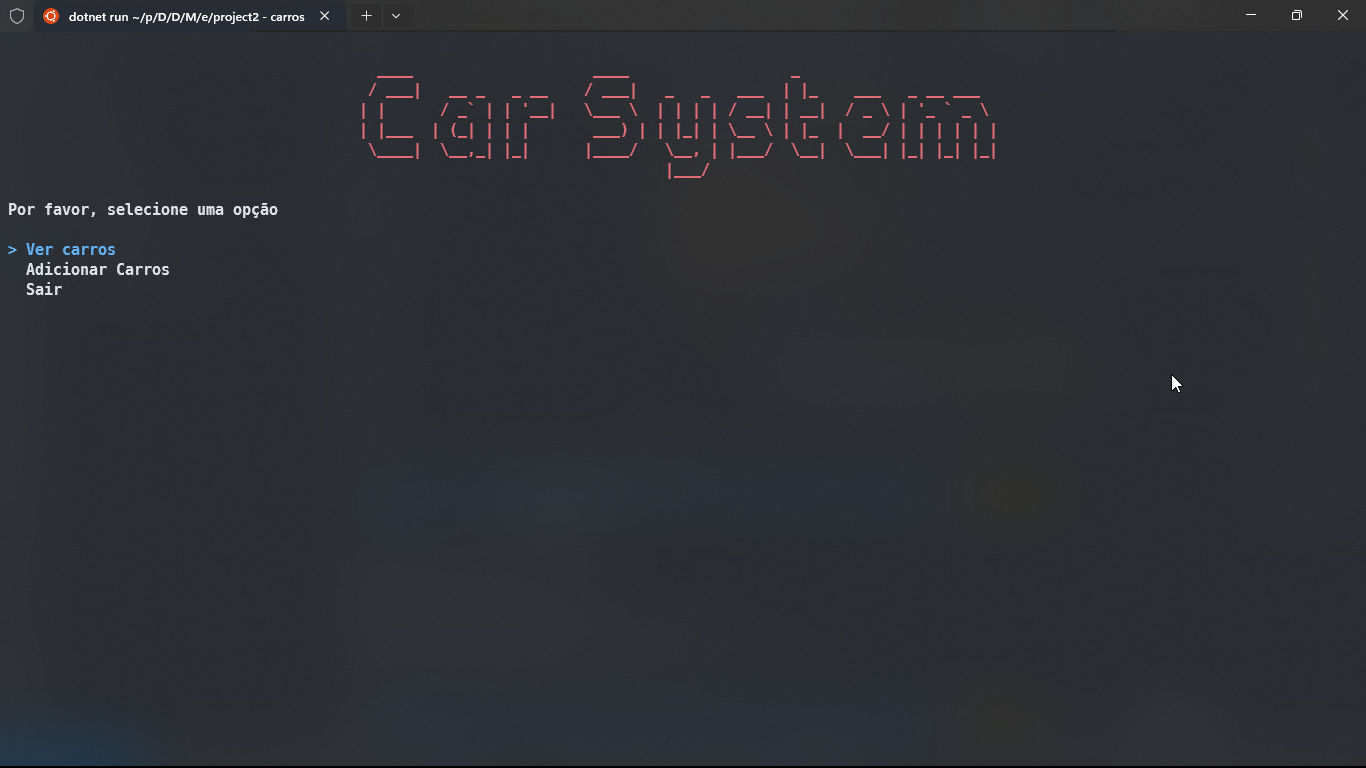 dotnet run ~/p/D/D/M/e/project2 - carros
Car System
Por favor, selecione uma opção
> Ver carros
Adicionar Carros
Sair